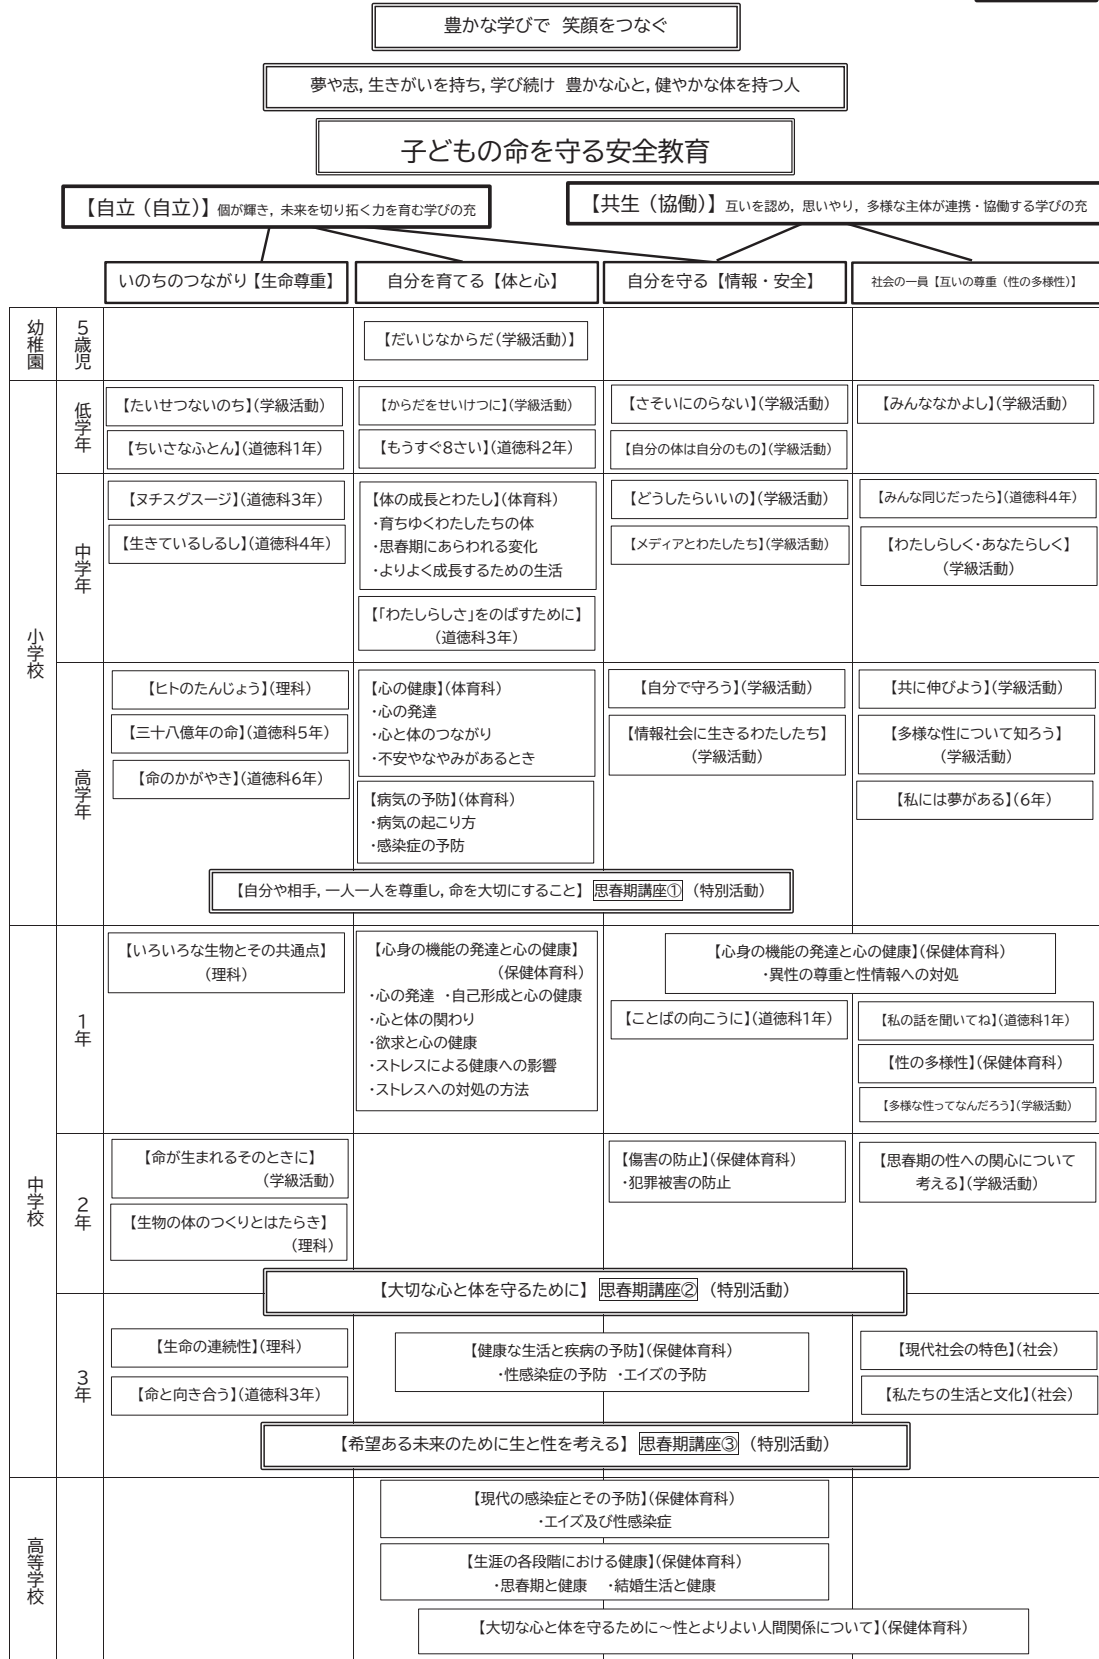 豊かな学びで 笑顔をつなぐ
夢や志，生きがいを持ち，学び続け 豊かな心と，健やかな体を持つ人
子どもの命を守る安全教育
【自立（自立）】個が輝き，未来を切り拓く力を育む学びの充
【共生（協働）】互いを認め，思いやり，多様な主体が連携・協働する学びの充
いのちのつながり【生命尊重】
自分を育てる【体と心】
自分を守る【情報・安全】
社会の一員【互いの尊重（性の多様性）】
幼稚園
5歳児
【だいじなからだ（学級活動）】
小学校
低学年
【たいせつないのち】（学級活動）
【ちいさなふとん】（道徳科1年）
【からだをせいけつに】（学級活動）
【もうすぐ8さい】（道徳科2年）
【さそいにのらない】（学級活動）
【自分の体は自分のもの】（学級活動）
【みんななかよし】（学級活動）
中学年
【ヌチスグスージ】（道徳科3年）
【生きているしるし】（道徳科4年）
【体の成長とわたし】（体育科）
・育ちゆくわたしたちの体
・思春期にあらわれる変化
・よりよく成長するための生活
【「わたしらしさ」をのばすために】
（道徳科3年）
【どうしたらいいの】（学級活動）
【メディアとわたしたち】（学級活動）
【みんな同じだったら】（道徳科4年）
【わたしらしく・あなたらしく】
（学級活動）
高学年
【ヒトのたんじょう】（理科）
【三十八億年の命】（道徳科5年）
【命のかがやき】（道徳科6年）
【心の健康】（体育科）
・心の発達
・心と体のつながり
・不安やなやみがあるとき
【病気の予防】（体育科）
・病気の起こり方
・感染症の予防
【自分で守ろう】（学級活動）
【情報社会に生きるわたしたち】
（学級活動）
【共に伸びよう】（学級活動）
【多様な性について知ろう】
（学級活動）
【私には夢がある】（6年）
【自分や相手，一人一人を尊重し，命を大切にすること】 思春期講座① （特別活動）
中学校
1年
【いろいろな生物とその共通点】
（理科）
【心身の機能の発達と心の健康】
（保健体育科）
・心の発達 ・自己形成と心の健康
・心と体の関わり
・欲求と心の健康
・ストレスによる健康への影響
・ストレスへの対処の方法
【心身の機能の発達と心の健康】（保健体育科）
・異性の尊重と性情報への対処
【ことばの向こうに】（道徳科1年）
【私の話を聞いてね】（道徳科1年）
【性の多様性】（保健体育科）
【多様な性ってなんだろう】（学級活動）
2年
【命が生まれるそのときに】
（学級活動）
【生物の体のつくりとはたらき】
（理科）
【傷害の防止】（保健体育科）
・犯罪被害の防止
【思春期の性への関心について
考える】（学級活動）
【大切な心と体を守るために】 思春期講座② （特別活動）
3年
【生命の連続性】（理科）
【命と向き合う】（道徳科3年）
【健康な生活と疾病の予防】（保健体育科）
・性感染症の予防 ・エイズの予防
【現代社会の特色】（社会）
【私たちの生活と文化】（社会）
【希望ある未来のために生と性を考える】 思春期講座③ （特別活動）
高等学校
【現代の感染症とその予防】（保健体育科）
・エイズ及び性感染症
【生涯の各段階における健康】（保健体育科）
・思春期と健康 ・結婚生活と健康
【大切な心と体を守るために～性とよりよい人間関係について】（保健体育科）